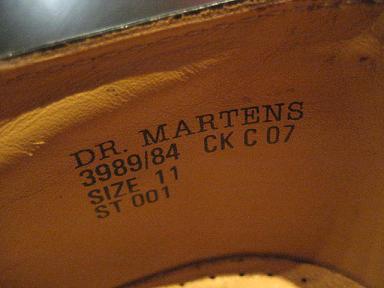 DR. MARTENS
3989/84 CK C 07
SIZE 11
ST 001